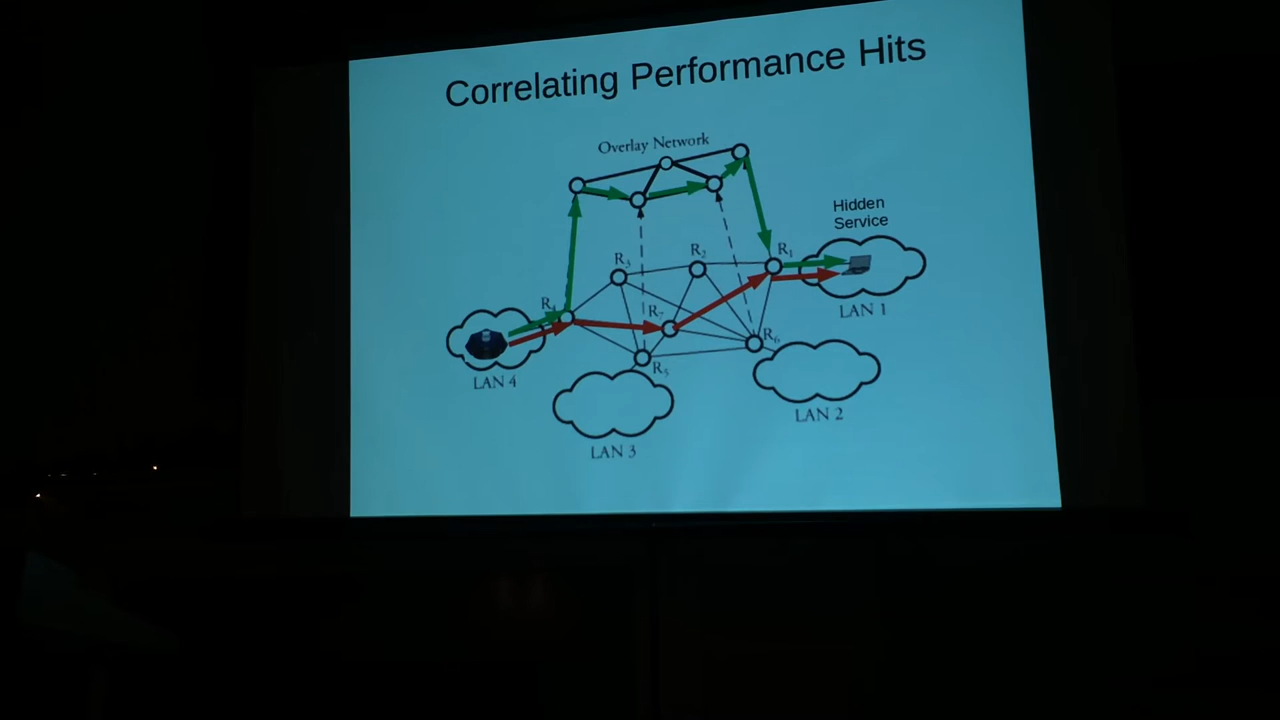 Correlating Performance Hits
Overlay Network
Hidden
Service
R3
R2
R1
R4
R7
R6
R5
LAN 1
LAN 4
LAN 2
LAN 3